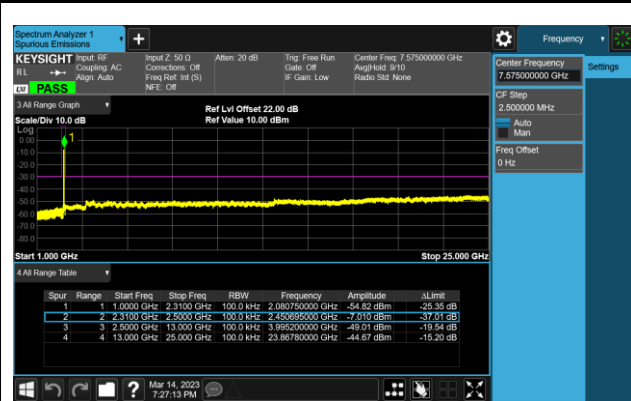 Spectrum Analyzer 1
Spurious Emissions
Frequency
KEYSIGHT
RL
Input: RF
Coupling: AC
Align: Auto
Input Z: 50 Ω
Corrections: Off
Freq Ref: Int (S)
NFE: Off
Atten: 20 dB
Trig: Free Run
Gate: Off
IF Gain: Low
Center Freq: 7.575000000 GHz
Avg|Hold: 9/10
Radio Std: None
LXI
PASS
Center Frequency
7.575000000 GHz
Settings
CF Step
2.500000 MHz
Auto
Man
Freq Offset
0 Hz
3 All Range Graph
Scale/Div 10.0 dB
Ref Lvl Offset 22.00 dB
Ref Value 10.00 dBm
Log
1
0.00
-10.0
-20.0
-30.0
-40.0
-50.0
-60.0
-70.0
-80.0
Start 1.000 GHz
Stop 25.000 GHz
4 All Range Table
Spur Range Start Freq Stop Freq RBW Frequency Amplitude ΔLimit
1 1 1.0000 GHz 2.3100 GHz 100.0 kHz 2.080750000 GHz -54.82 dBm -25.35 dB
2 2 2.3100 GHz 2.5000 GHz 100.0 kHz 2.450695000 GHz -7.010 dBm -37.01 dB
3 3 2.5000 GHz 13.000 GHz 100.0 kHz 3.995200000 GHz -49.01 dBm -19.54 dB
4 4 13.000 GHz 25.000 GHz 100.0 kHz 23.86780000 GHz -44.67 dBm -15.20 dB
Mar 14, 2023
7:27:13 PM